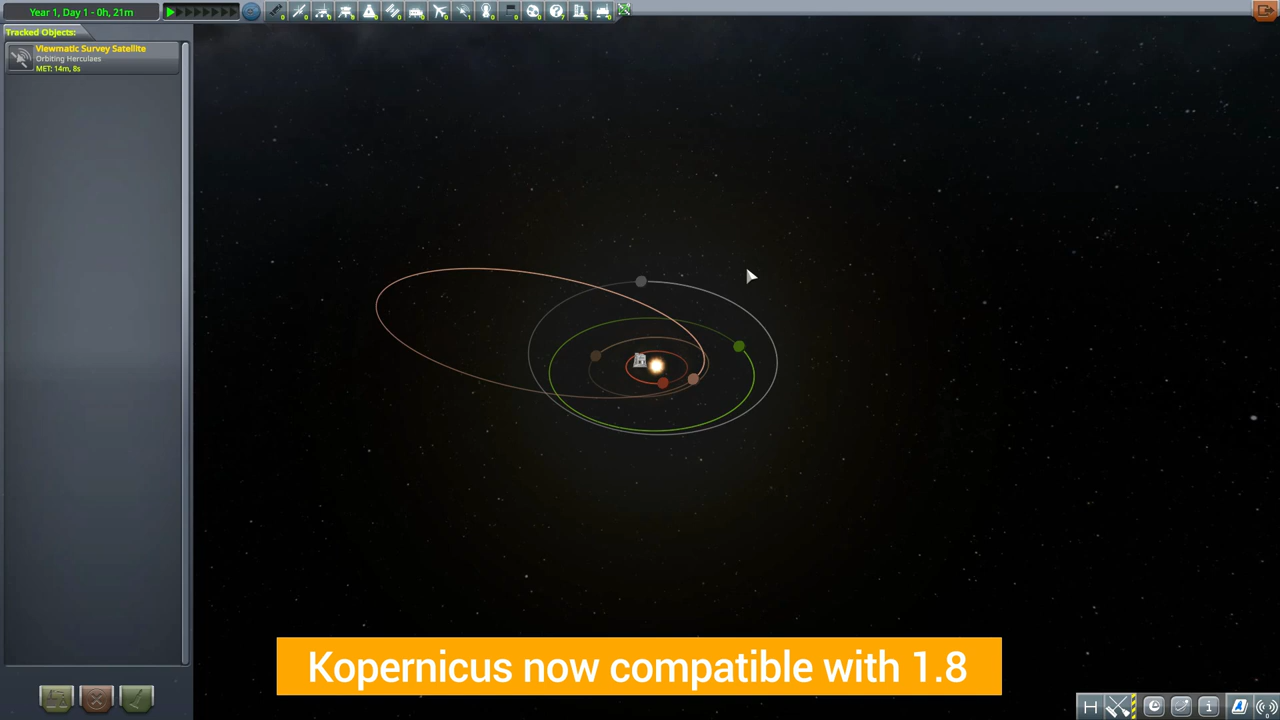 Year 1, Day 1 - 0h, 21m
Tracked Objects:
Viewmatic Survey Satellite
Orbiting Herculaes
MET: 14m, 8s
Kopernicus now compatible with 1.8